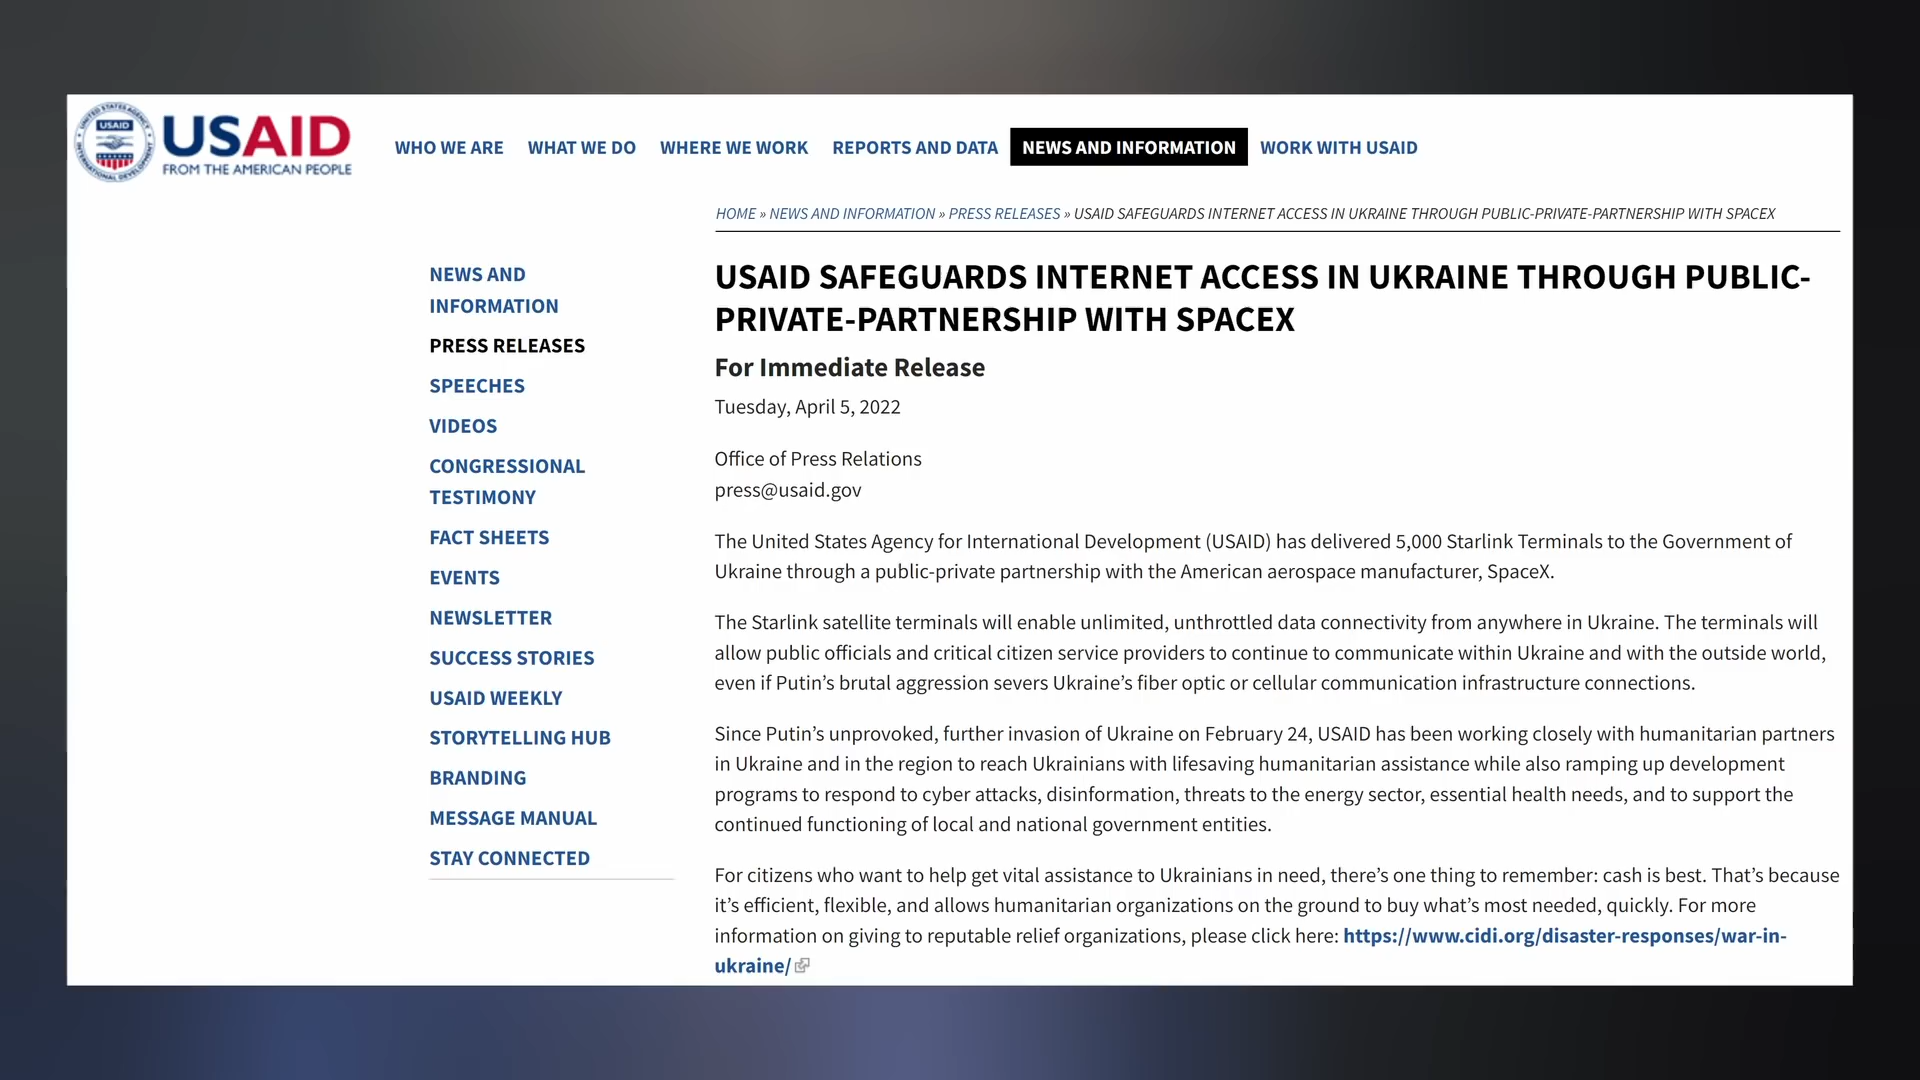 USAID
FROM THE AMERICAN PEOPLE
WHO WE ARE
WHAT WE DO
WHERE WE WORK
REPORTS AND DATA
NEWS AND INFORMATION
WORK WITH USAID
HOME » NEWS AND INFORMATION » PRESS RELEASES » USAID SAFEGUARDS INTERNET ACCESS IN UKRAINE THROUGH PUBLIC-PRIVATE-PARTNERSHIP WITH SPACEX
NEWS AND
INFORMATION
PRESS RELEASES
SPEECHES
VIDEOS
CONGRESSIONAL
TESTIMONY
FACT SHEETS
EVENTS
NEWSLETTER
SUCCESS STORIES
USAID WEEKLY
STORYTELLING HUB
BRANDING
MESSAGE MANUAL
STAY CONNECTED
USAID SAFEGUARDS INTERNET ACCESS IN UKRAINE THROUGH PUBLIC-
PRIVATE-PARTNERSHIP WITH SPACEX
For Immediate Release
Tuesday, April 5, 2022
Office of Press Relations
press@usaid.gov
The United States Agency for International Development (USAID) has delivered 5,000 Starlink Terminals to the Government of
Ukraine through a public-private partnership with the American aerospace manufacturer, SpaceX.
The Starlink satellite terminals will enable unlimited, unthrottled data connectivity from anywhere in Ukraine. The terminals will
allow public officials and critical citizen service providers to continue to communicate within Ukraine and with the outside world,
even if Putin’s brutal aggression severs Ukraine’s fiber optic or cellular communication infrastructure connections.
Since Putin’s unprovoked, further invasion of Ukraine on February 24, USAID has been working closely with humanitarian partners
in Ukraine and in the region to reach Ukrainians with lifesaving humanitarian assistance while also ramping up development
programs to respond to cyber attacks, disinformation, threats to the energy sector, essential health needs, and to support the
continued functioning of local and national government entities.
For citizens who want to help get vital assistance to Ukrainians in need, there’s one thing to remember: cash is best. That’s because
it’s efficient, flexible, and allows humanitarian organizations on the ground to buy what’s most needed, quickly. For more
information on giving to reputable relief organizations, please click here: https://www.cidi.org/disaster-responses/war-in-
ukraine/